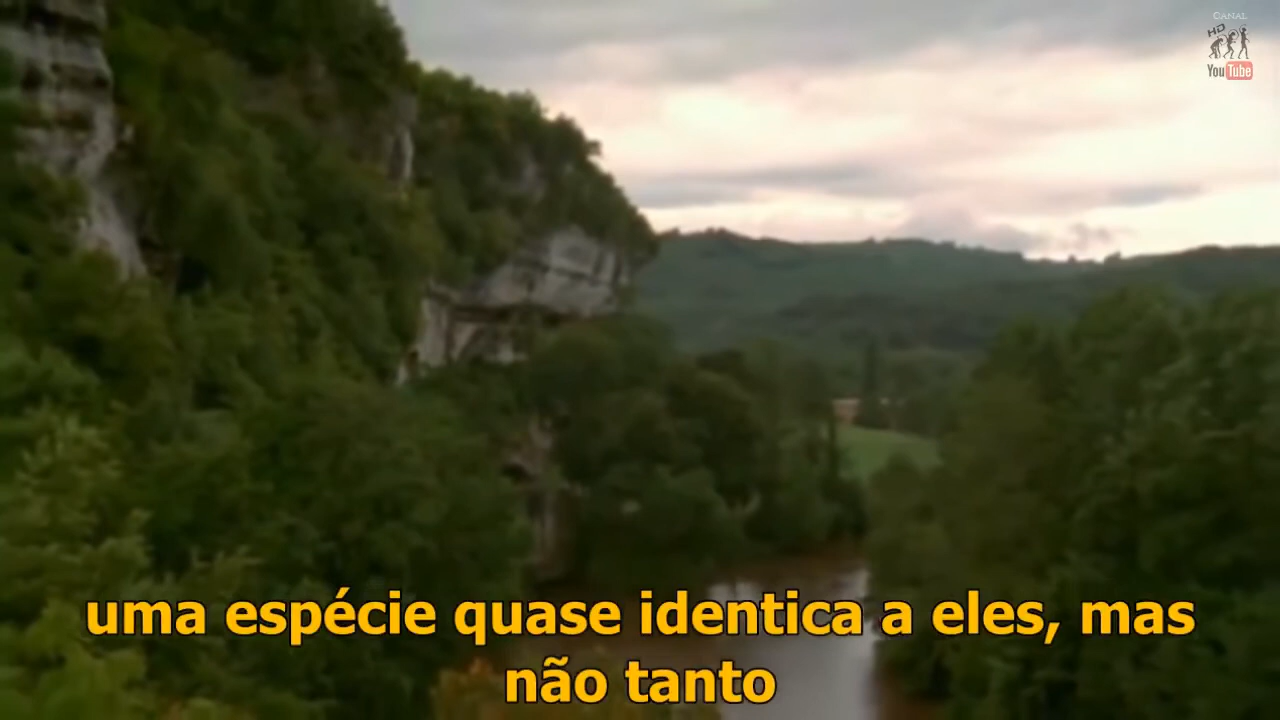 CANAL
HD
YouTube
uma espécie quase identica a eles, mas
não tanto